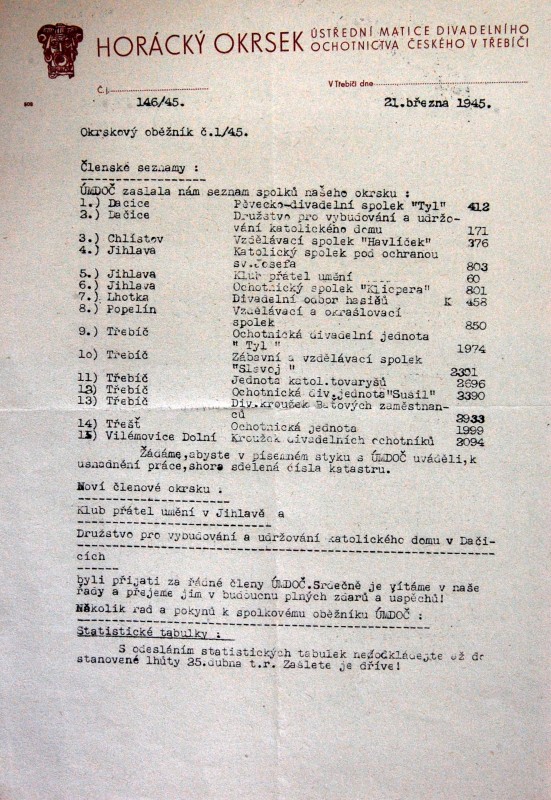 HORÁCKÝ OKRSEK ÚSTŘEDNÍ MATICE DIVADELNÍHO
OCHOTNICTVA ČESKÉHO V TŘEBÍČI
Č. j. 146/45.
V Třebíči dne 21.března 1945.
Okrskový oběžník č.1/45.
Členské seznamy :
ÚMDOČ zaslala nám seznam spolků našeho okrsku :
1.) Dacice Pěvecko-divadelní spolek "Tyl" 412
2.) Dačice Družstvo pro vybudování a udržo-
vání katolického domu 171
3.) Chlístov Vzdělávací spolek "Havlíček" 376
4.) Jihlava Katolický spolek pod ochranou
sv.Josefa 803
5.) Jihlava Klub přátel umění 60
6.) Jihlava Ochotnický spolek "Klicpera" 801
7.) Lhotka Divadelní odbor hasičů K 458
8.) Popelín Vzdělávací a okrašlovací
spolek 850
9.) Třebíč Ochotnická divadelní jednota
" Tyl " 1974
10) Třebíč Zábavní a vzdělávací spolek
"Slavoj " 2301
11) Třebíč Jednota katol.tovaryšů 2696
12) Třebíč Ochotnická div.jednota"Sušil" 2390
13) Třebíč Div.kroužek Baťových zaměstnan-
ců 2933
14) Třešť Ochotnická jednota 1999
15) Vilémovice Dolní Kroužek divadelních ochotníků 2094
Žádáme,abyste v písemném styku s ÚMDOČ uváděli,k
usnadnění práce,shora sdělená čísla katastru.
Noví členové okrsku :
Klub přátel umění v Jihlavě a
Družstvo pro vybudování a udržování katolického domu v Dači-
cích
byli přijati za řádné členy ÚMDOČ.Srdečně je vítáme v naše
řady a přejeme jim v budoucnu plných zdarů a uspěchů!
Několik rad a pokynů k spolkovému oběžníku ÚMDOČ :
Statistické tabulky :
S odesláním statistických tabulek neodkládejte až do
stanovené lhůty 25.dubna t.r. Zašlete je dříve!